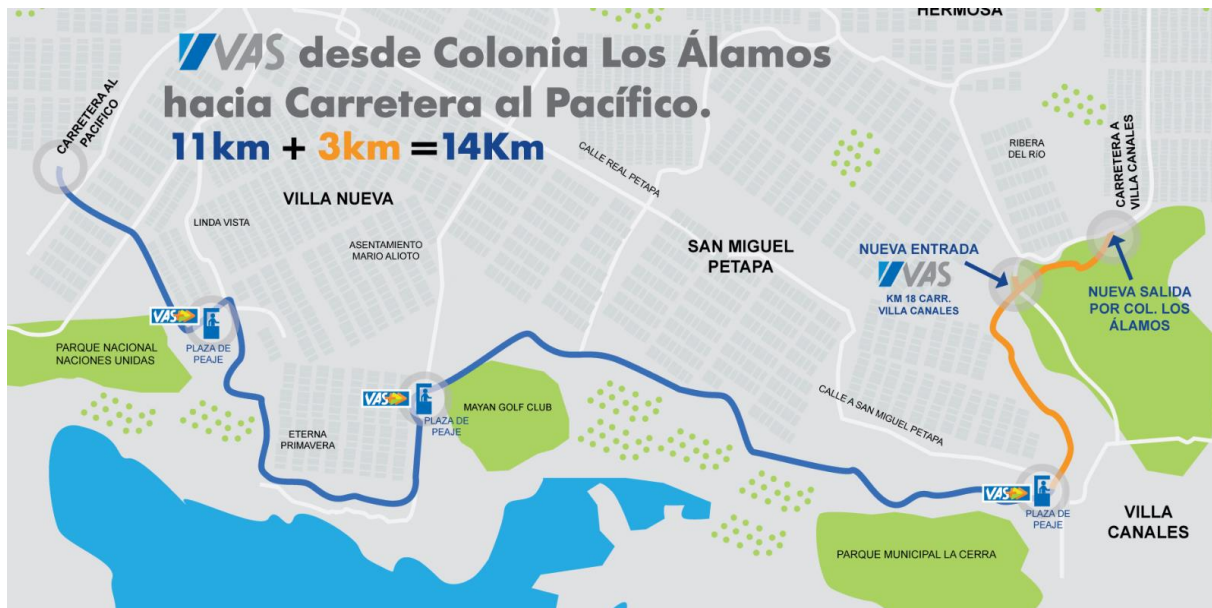 HERMOSA
VAS desde Colonia Los Álamos
hacia Carretera al Pacífico.
11km + 3km = 14Km
CARRETERA AL
PACIFICO
CALLE REAL PETAPA
RIBERA
DEL RÍO
CARRETERA A
VILLA CANALES
VILLA NUEVA
LINDA VISTA
ASENTAMIENTO
MARIO ALIOTO
SAN MIGUEL
PETAPA
NUEVA ENTRADA
VAS
KM 18 CARR.
VILLA CANALES
NUEVA SALIDA
POR COL. LOS
ÁLAMOS
VAS
PLAZA DE
PEAJE
PARQUE NACIONAL
NACIONES UNIDAS
VAS
PLAZA DE
PEAJE
MAYAN GOLF CLUB
CALLE A SAN MIGUEL PETAPA
ETERNA
PRIMAVERA
VAS
PLAZA DE
PEAJE
VILLA
CANALES
PARQUE MUNICIPAL LA CERRA